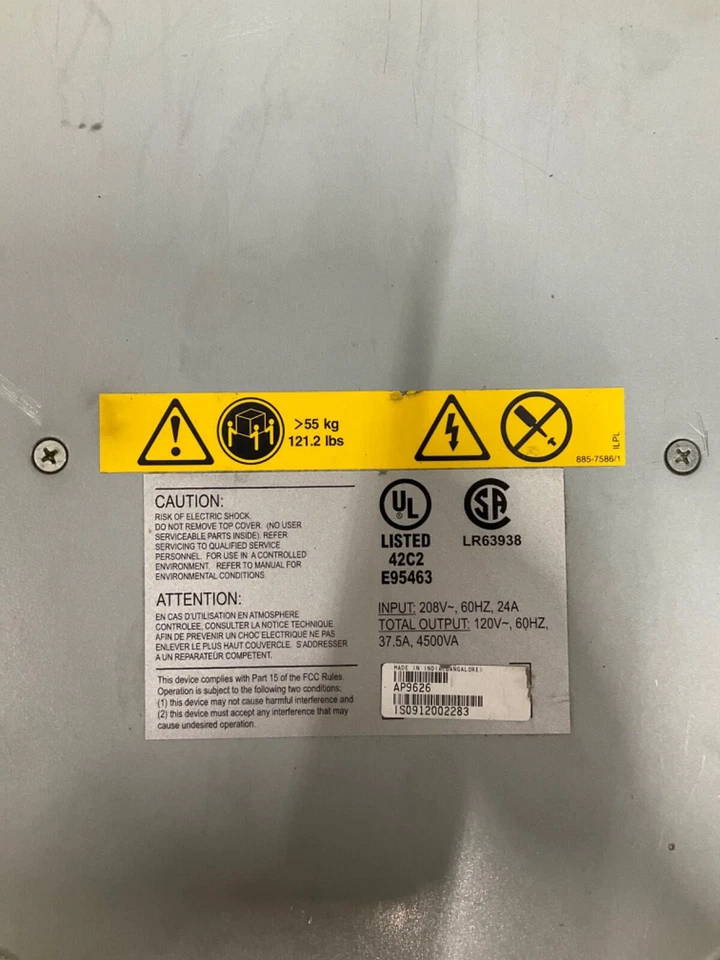 >55 kg
121.2 lbs
885-7586/1
ILPL
CAUTION:
RISK OF ELECTRIC SHOCK.
DO NOT REMOVE TOP COVER. (NO USER
SERVICEABLE PARTS INSIDE). REFER
SERVICING TO QUALIFIED SERVICE
PERSONNEL. FOR USE IN A CONTROLLED
ENVIRONMENT. REFER TO MANUAL FOR
ENVIRONMENTAL CONDITIONS.
ATTENTION:
EN CAS D'UTILISATION EN ATMOSPHERE
CONTROLEE, CONSULTER LA NOTICE TECHNIQUE.
AFIN DE PREVENIR UN CHOC ELECTRIQUE NE PAS
ENLEVER LE PLUS HAUT COUVERCLE. S'ADDRESSER
A UN REPARATEUR COMPETENT.
This device complies with Part 15 of the FCC Rules.
Operation is subject to the following two conditions:
(1) this device may not cause harmful interference and
(2) this device must accept any interference that may
cause undesired operation.
UL
LISTED
42C2
E95463
SA
LR63938
INPUT: 208V~, 60HZ, 24A
TOTAL OUTPUT: 120V~, 60HZ,
37.5A, 4500VA
MADE IN INDIA(BANGALORE)
AP9626
IS0912002283